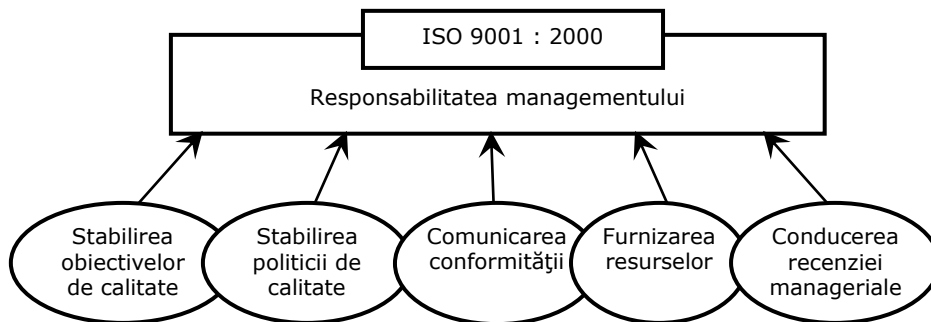 ISO 9001 : 2000
Responsabilitatea managementului
Stabilirea
obiectivelor
de calitate
Stabilirea
politicii de
calitate
Comunicarea
conformităţii
Furnizarea
resurselor
Conducerea
recenziei
manageriale